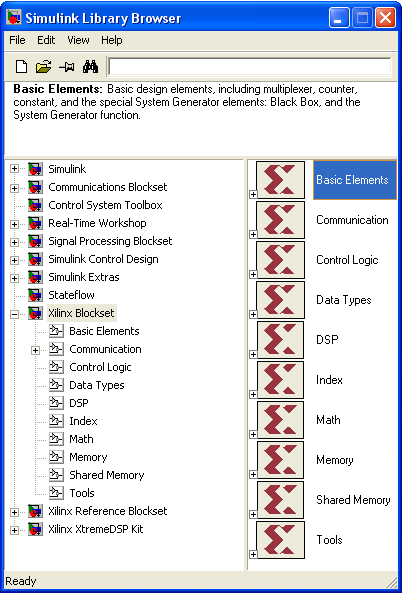 Simulink Library Browser
File Edit View Help
Basic Elements: Basic design elements, including multiplexer, counter,
constant, and the special System Generator elements: Black Box, and the
System Generator function.
Simulink
Communications Blockset
Control System Toolbox
Real-Time Workshop
Signal Processing Blockset
Simulink Control Design
Simulink Extras
Stateflow
Xilinx Blockset
Basic Elements
Communication
Control Logic
Data Types
DSP
Index
Math
Memory
Shared Memory
Tools
Xilinx Reference Blockset
Xilinx XtremeDSP Kit
Basic Elements
Communication
Control Logic
Data Types
DSP
Index
Math
Memory
Shared Memory
Tools
Ready